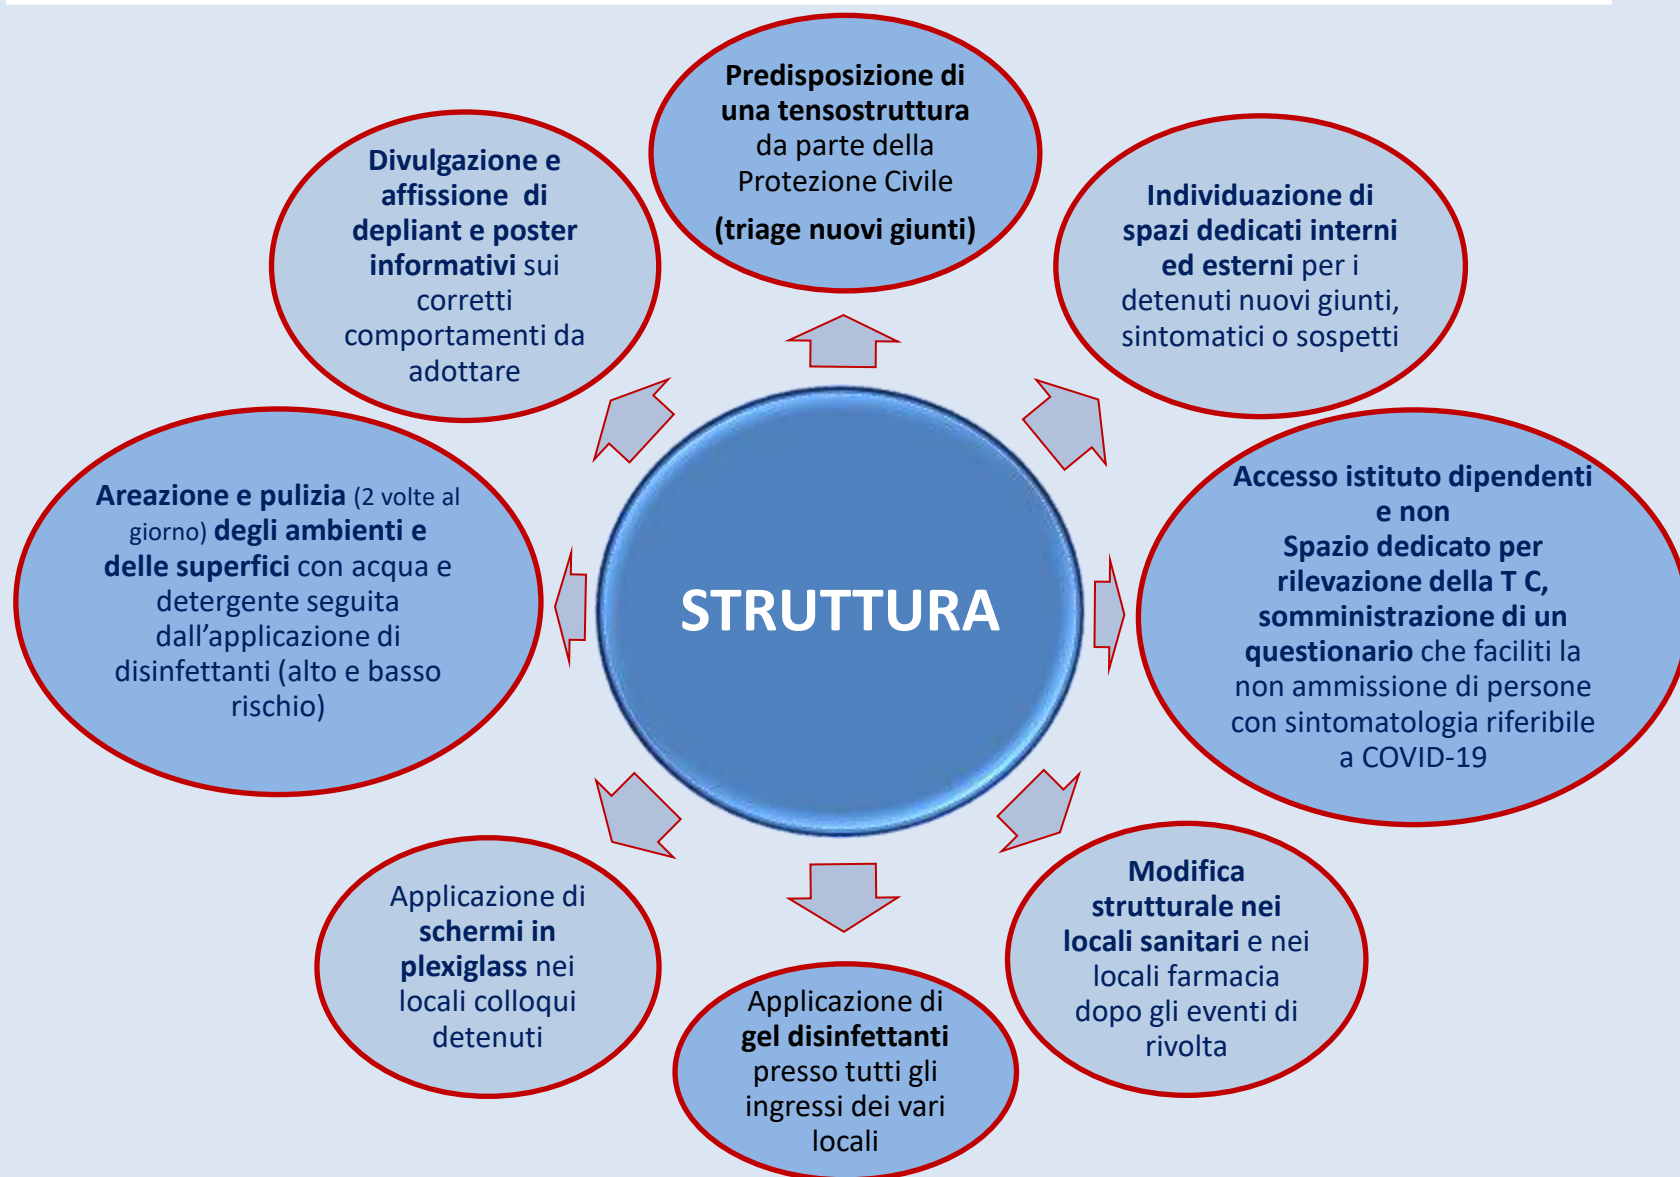 Predisposizione di
una tensostruttura
da parte della
Protezione Civile
(triage nuovi giunti)
Individuazione di
spazi dedicati interni
ed esterni per i
detenuti nuovi giunti,
sintomatici o sospetti
Accesso istituto dipendenti
e non
Spazio dedicato per
rilevazione della T C,
somministrazione di un
questionario che faciliti la
non ammissione di persone
con sintomatologia riferibile
a COVID-19
Modifica
strutturale nei
locali sanitari e nei
locali farmacia
dopo gli eventi di
rivolta
Applicazione di
gel disinfettanti
presso tutti gli
ingressi dei vari
locali
Applicazione di
schermi in
plexiglass nei
locali colloqui
detenuti
Areazione e pulizia (2 volte al
giorno) degli ambienti e
delle superfici con acqua e
detergente seguita
dall’applicazione di
disinfettanti (alto e basso
rischio)
Divulgazione e
affissione di
depliant e poster
informativi sui
corretti
comportamenti da
adottare
STRUTTURA